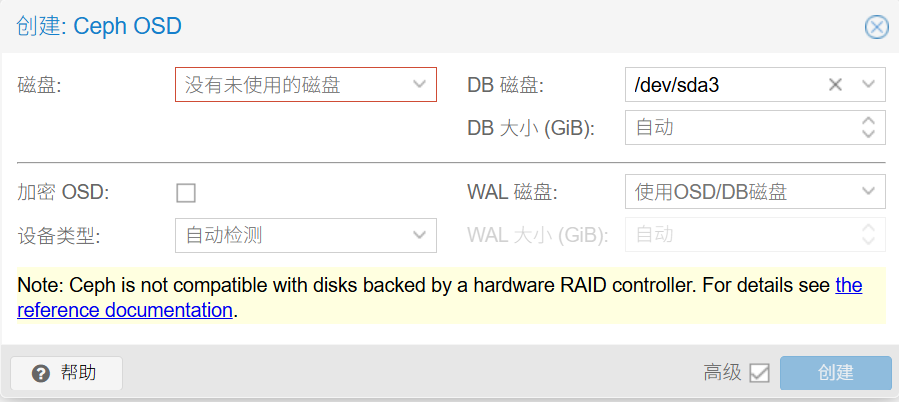 创建: Ceph OSD
磁盘: 没有未使用的磁盘 DB 磁盘: /dev/sda3
DB 大小 (GiB): 自动
加密 OSD: WAL 磁盘: 使用OSD/DB磁盘
设备类型: 自动检测 WAL 大小 (GiB): 自动
Note: Ceph is not compatible with disks backed by a hardware RAID controller. For details see the
reference documentation.
帮助 高级 创建